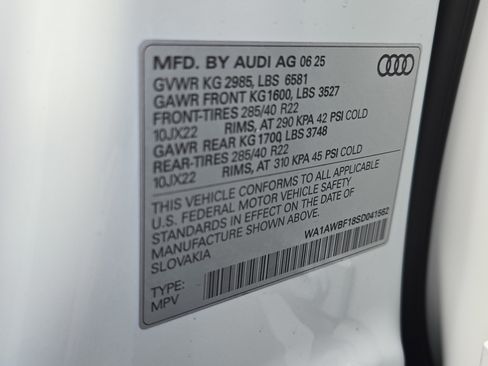 MFD. BY AUDI AG 06 25
GVWR KG 2985, LBS 6581
GAWR FRONT KG1600, LBS 3527
FRONT-TIRES 285/40 R22
10JX22 RIMS, AT 290 KPA 42 PSI COLD
GAWR REAR KG1700 LBS 3748
REAR-TIRES 285/40 R22
10JX22 RIMS, AT 310 KPA 45 PSI COLD
THIS VEHICLE CONFORMS TO ALL APPLICABLE
U.S. FEDERAL MOTOR VEHICLE SAFETY
STANDARDS IN EFFECT ON THE DATE OF
MANUFACTURE SHOWN ABOVE.
SLOVAKIA
WA1AWBF18SD041562
TYPE:
MPV